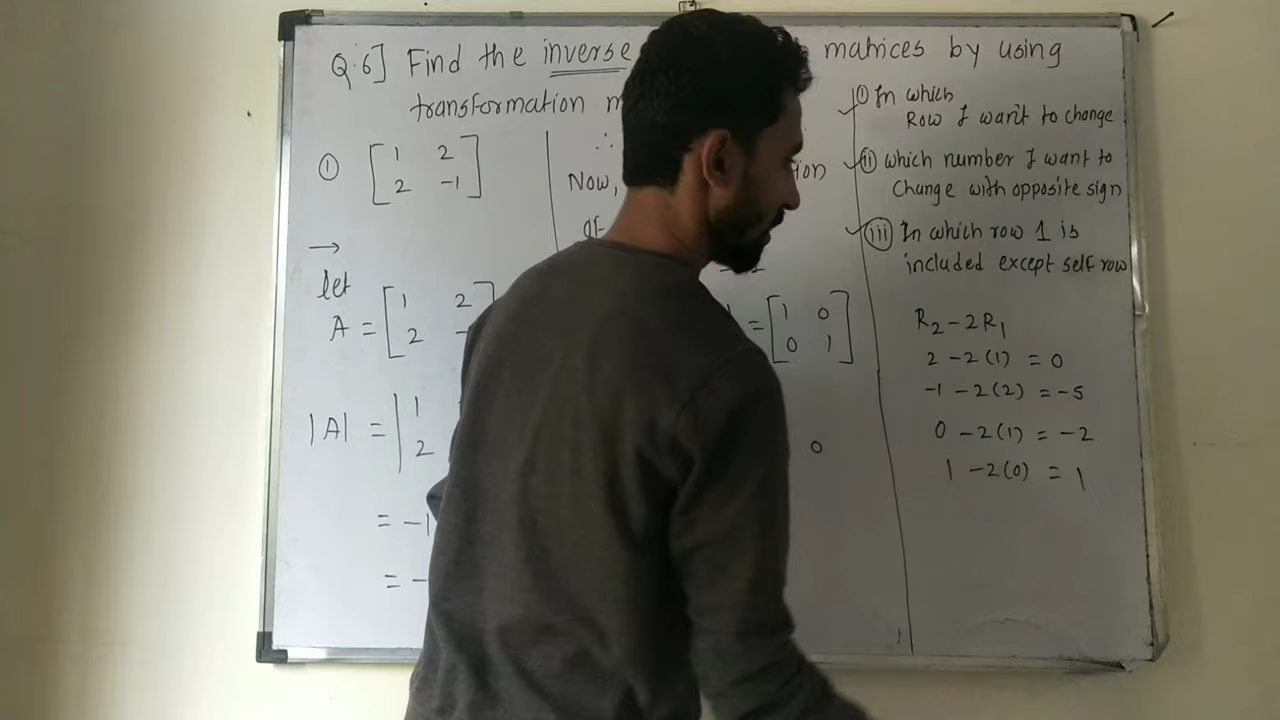 Q.6] Find the inverse matrices by using
transformation
① [1 2
2 -1]
→
let
A = [1 2
2 -
|A| = |1
2
= -1
= -
∴
Now,
of
= [1 0
0 1]
0
① In which
Row I want to change
ⅱ which number I want to
change with opposite sign
ⅲ In which row 1 is
included except self row
R₂ - 2R₁
2 - 2(1) = 0
-1 - 2(2) = -5
0 - 2(1) = -2
1 - 2(0) = 1